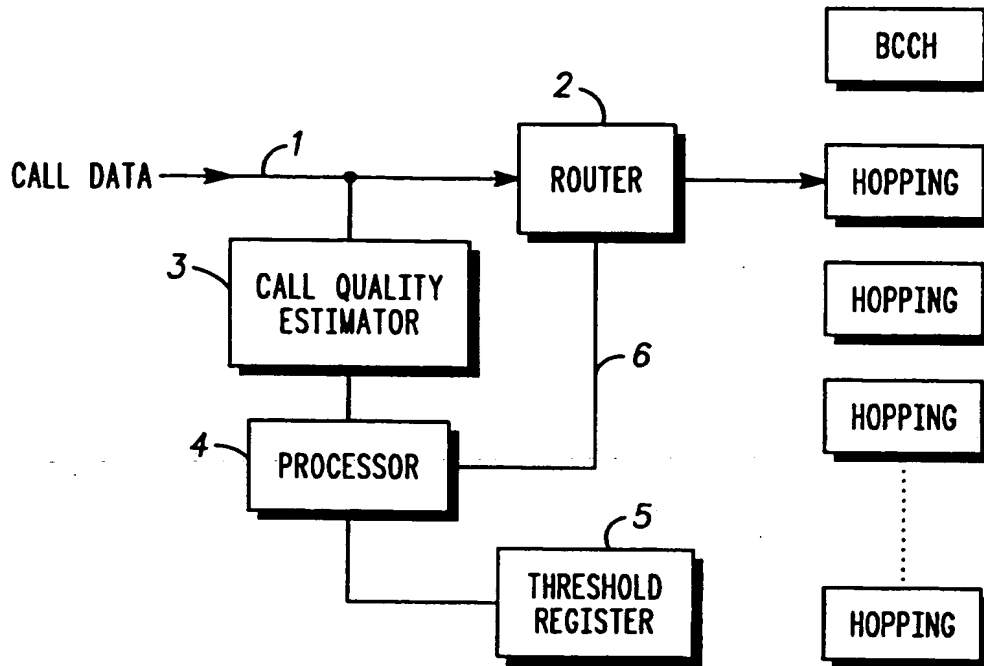 BCCH
2
1
CALL DATA
ROUTER
HOPPING
3
CALL QUALITY
ESTIMATOR
HOPPING
6
HOPPING
4
PROCESSOR
5
THRESHOLD
REGISTER
HOPPING